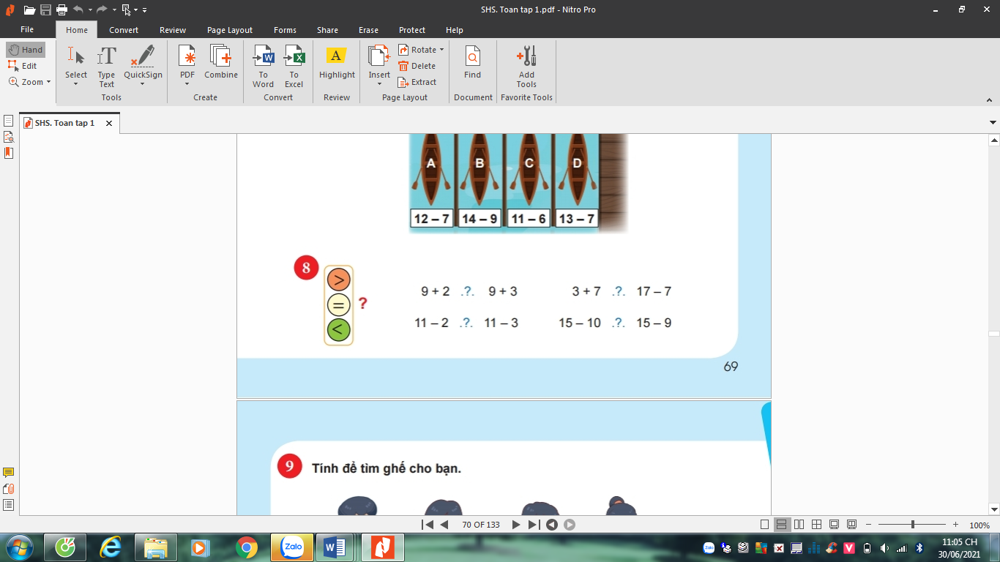 SHS. Toan tap 1.pdf - Nitro Pro
File Home Convert Review Page Layout Forms Share Erase Protect Help
Hand
Edit
Zoom
Select
Type Text
QuickSign
Tools
PDF
Combine
Create
To Word
To Excel
Convert
Highlight
Review
Insert
Rotate
Delete
Extract
Page Layout
Find
Document
Add Tools
Favorite Tools
SHS. Toan tap 1
A B C D
12 – 7 14 – 9 11 – 6 13 – 7
8
>
=
<
?
9 + 2 .?. 9 + 3 3 + 7 .?. 17 – 7
11 – 2 .?. 11 – 3 15 – 10 .?. 15 – 9
69
9 Tính để tìm ghế cho bạn.
70 OF 133
100%
Zalo
11:05 CH
30/06/2021